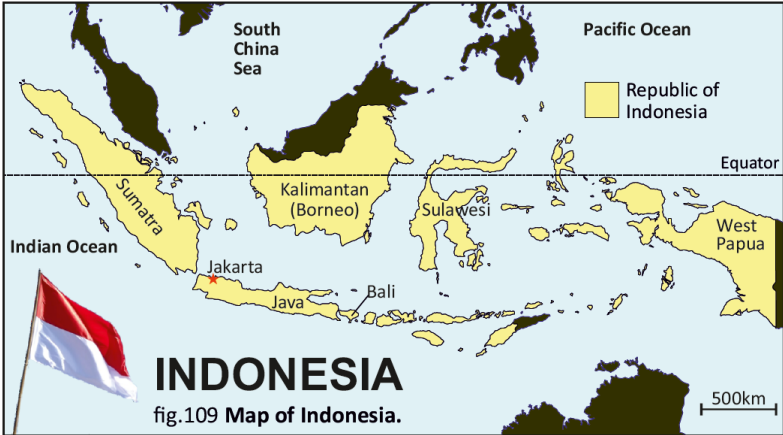 South
China
Sea
Pacific Ocean
Republic of
Indonesia
Equator
Sumatra
Kalimantan
(Borneo)
Sulawesi
West
Papua
Indian Ocean
Jakarta
Java
Bali
INDONESIA
fig.109 Map of Indonesia.
500km